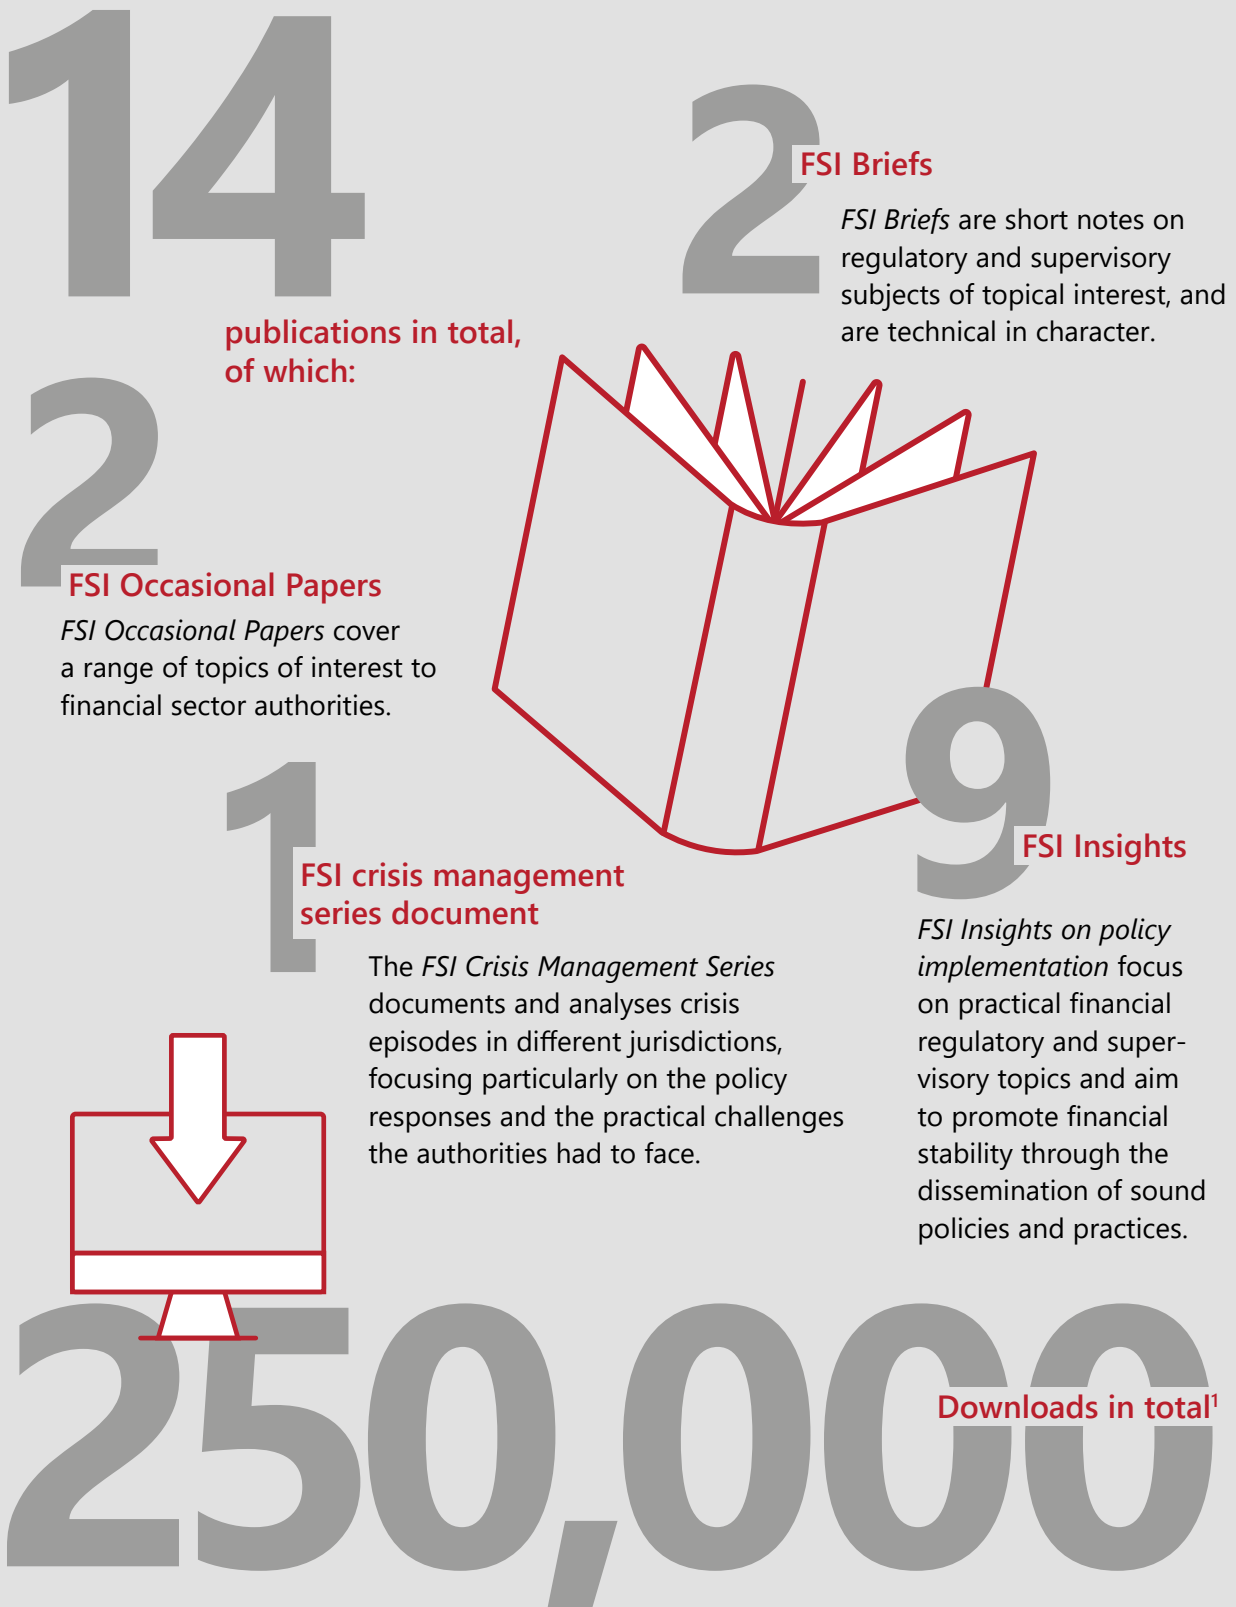 14
publications in total,
of which:
2
FSI Briefs
FSI Briefs are short notes on
regulatory and supervisory
subjects of topical interest, and
are technical in character.
2
FSI Occasional Papers
FSI Occasional Papers cover
a range of topics of interest to
financial sector authorities.
1
FSI crisis management
series document
The FSI Crisis Management Series
documents and analyses crisis
episodes in different jurisdictions,
focusing particularly on the policy
responses and the practical challenges
the authorities had to face.
9
FSI Insights
FSI Insights on policy
implementation focus
on practical financial
regulatory and super-
visory topics and aim
to promote financial
stability through the
dissemination of sound
policies and practices.
250,000
Downloads in total¹